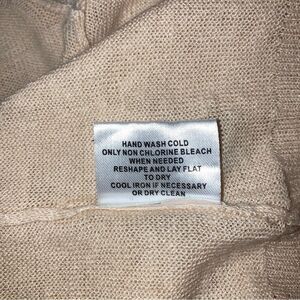 HAND WASH COLD
ONLY NON CHLORINE BLEACH
WHEN NEEDED
RESHAPE AND LAY FLAT
TO DRY
COOL IRON IF NECESSARY
OR DRY CLEAN